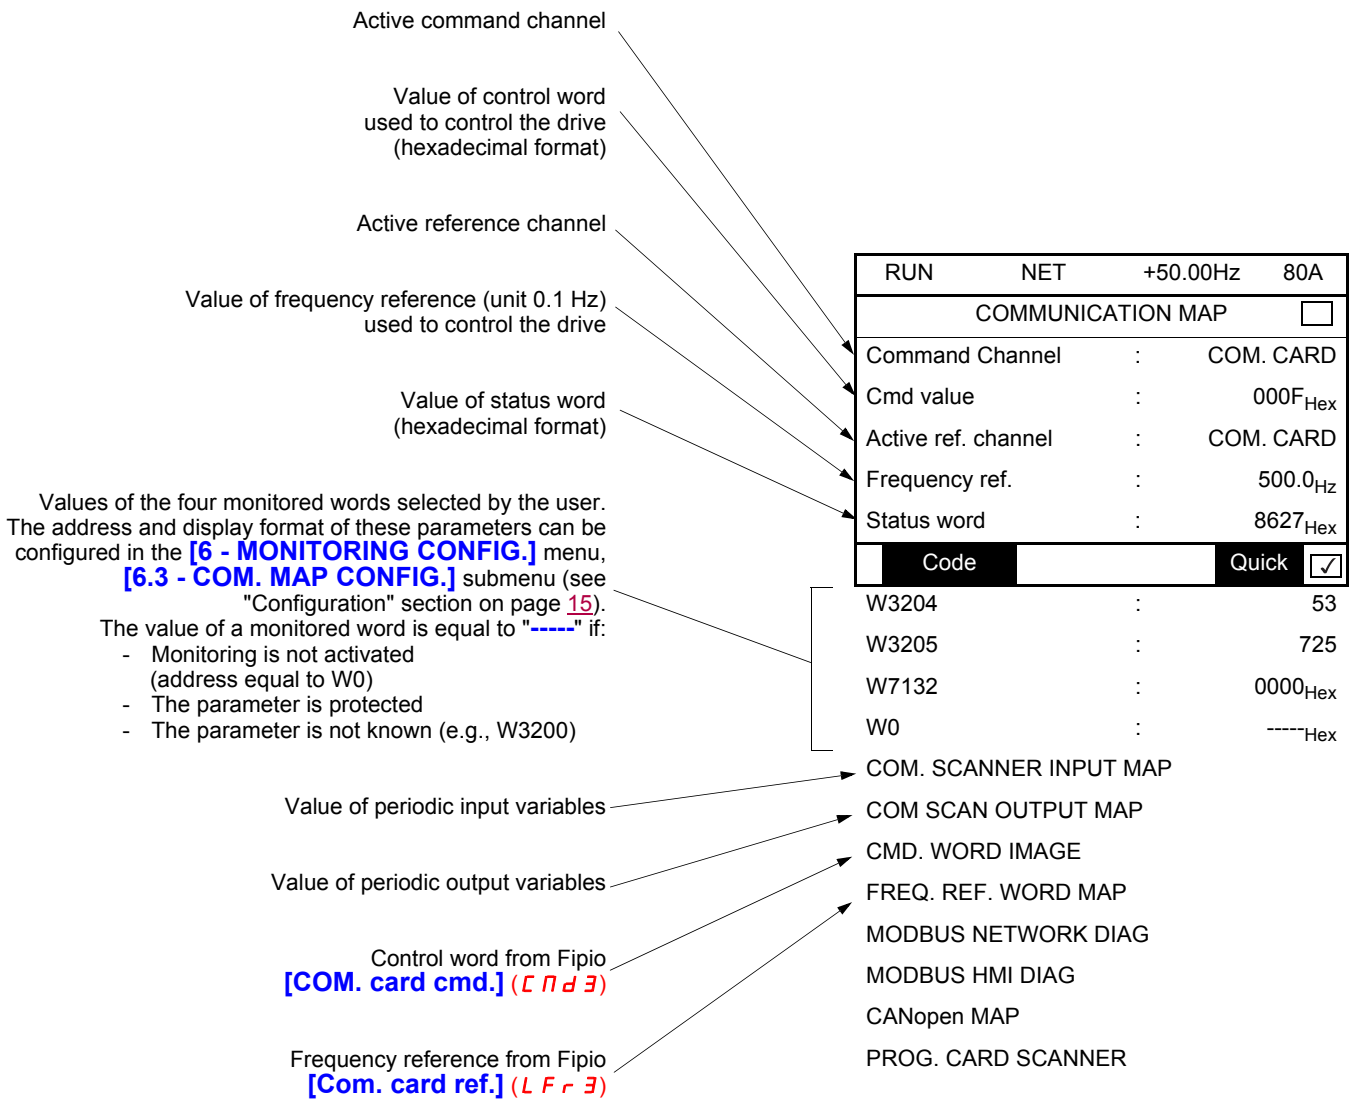 Active command channel
Value of control word
used to control the drive
(hexadecimal format)
Active reference channel
Value of frequency reference (unit 0.1 Hz)
used to control the drive
Value of status word
(hexadecimal format)
Values of the four monitored words selected by the user.
The address and display format of these parameters can be
configured in the [6 - MONITORING CONFIG.] menu,
[6.3 - COM. MAP CONFIG.] submenu (see
"Configuration" section on page 15).
The value of a monitored word is equal to "-----" if:
- Monitoring is not activated
(address equal to W0)
- The parameter is protected
- The parameter is not known (e.g., W3200)
Value of periodic input variables
Value of periodic output variables
Control word from Fipio
[COM. card cmd.] (CMd3)
Frequency reference from Fipio
[Com. card ref.] (LFr3)
RUN NET +50.00Hz 80A
COMMUNICATION MAP
Command Channel : COM. CARD
Cmd value : 000FHex
Active ref. channel : COM. CARD
Frequency ref. : 500.0Hz
Status word : 8627Hex
Code Quick
W3204 : 53
W3205 : 725
W7132 : 0000Hex
W0 : -----Hex
COM. SCANNER INPUT MAP
COM SCAN OUTPUT MAP
CMD. WORD IMAGE
FREQ. REF. WORD MAP
MODBUS NETWORK DIAG
MODBUS HMI DIAG
CANopen MAP
PROG. CARD SCANNER